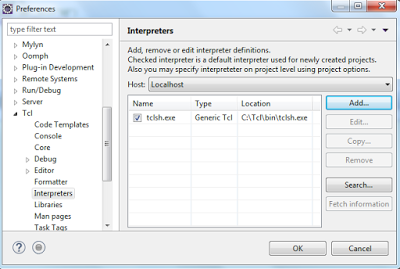 Preferences
type filter text
Mylyn
Oomph
Plug-in Development
Remote Systems
Run/Debug
Server
Tcl
Code Templates
Console
Core
Debug
Editor
Formatter
Interpreters
Libraries
Man pages
Task Tags
Interpreters
Add, remove or edit interpreter definitions.
Checked interpreter is a default interpreter used for newly created projects.
Also you may specify interpreteter on project level using project options.
Host: Localhost
Name Type Location
tclsh.exe Generic Tcl C:\Tcl\bin\tclsh.exe
Add...
Edit...
Copy...
Remove
Search...
Fetch information
OK Cancel